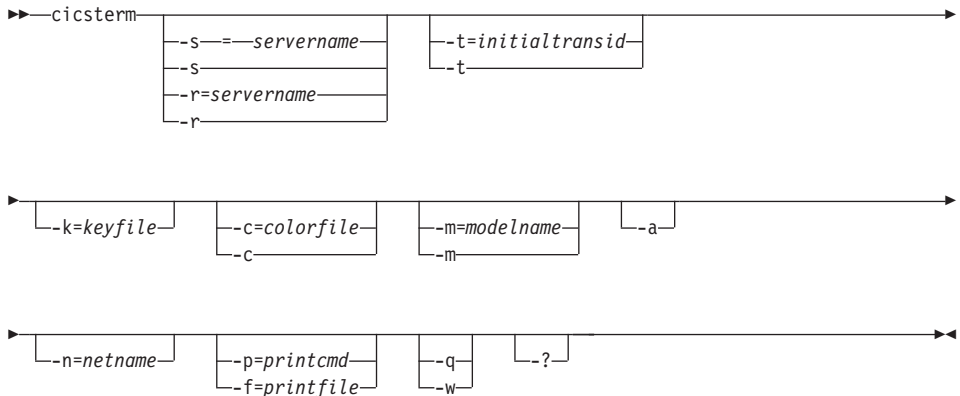 cicsterm
-s = servername -t=initialtransid
-s -t
-r=servername
-r
-k=keyfile -c=colorfile -m=modelname -a
-c -m
-n=netname -p=printcmd -q -?
-f=printfile -w